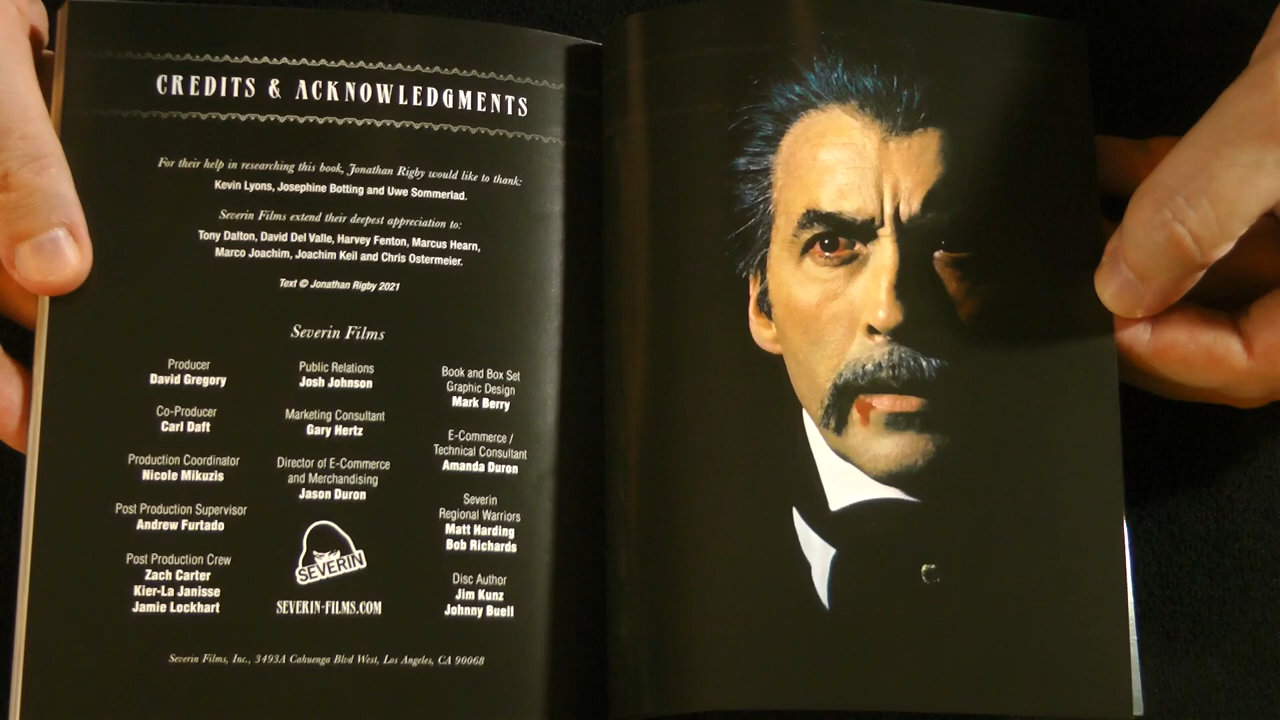 CREDITS & ACKNOWLEDGMENTS
For their help in researching this book, Jonathan Rigby would like to thank:
Kevin Lyons, Josephine Botting and Uwe Sommerlad.
Severin Films extend their deepest appreciation to:
Tony Dalton, David Del Valle, Harvey Fenton, Marcus Hearn,
Marco Joachim, Joachim Keil and Chris Ostermeier.
Text © Jonathan Rigby 2021
Severin Films
Producer
David Gregory
Co-Producer
Carl Daft
Production Coordinator
Nicole Mikuzis
Post Production Supervisor
Andrew Furtado
Post Production Crew
Zach Carter
Kier-La Janisse
Jamie Lockhart
Public Relations
Josh Johnson
Marketing Consultant
Gary Hertz
Director of E-Commerce
and Merchandising
Jason Duron
SEVERIN
SEVERIN-FILMS.COM
Book and Box Set
Graphic Design
Mark Berry
E-Commerce /
Technical Consultant
Amanda Duron
Severin
Regional Warriors
Matt Harding
Bob Richards
Disc Author
Jim Kunz
Johnny Buell
Severin Films, Inc., 3493A Cahuenga Blvd West, Los Angeles, CA 90068